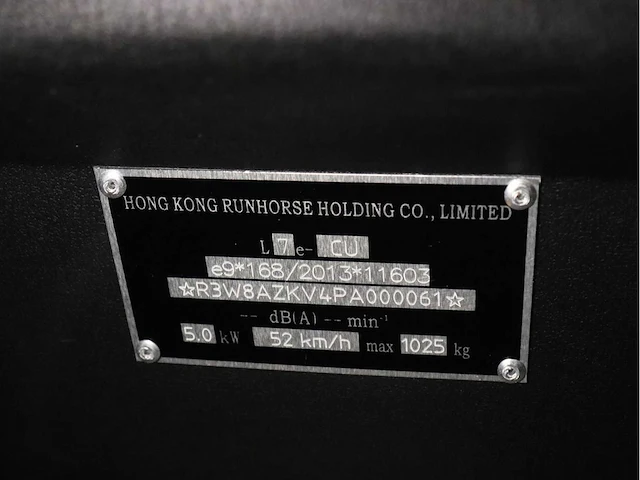 HONG KONG RUNHORSE HOLDING CO., LIMITED
L 7 e- CU
e9*168/2013*11603
☆R3W8AZKV4PA000061☆
-- dB(A) -- min⁻¹
5.0 kW 52 km/h max 1025 kg